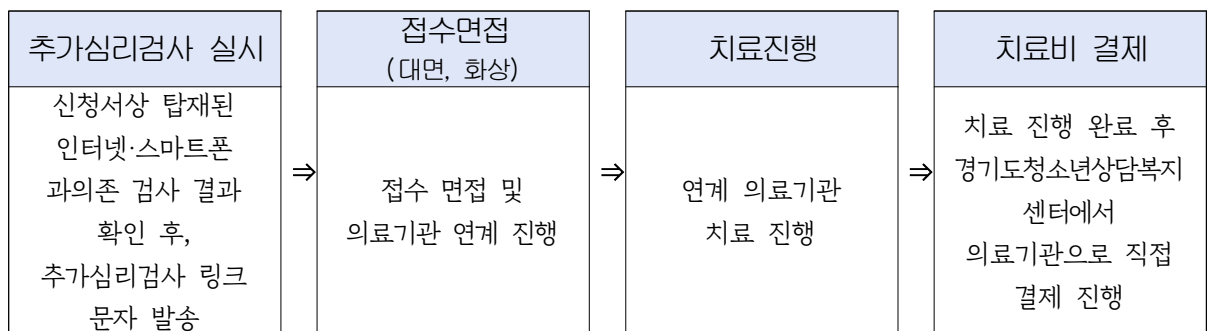 추가심리검사 실시
신청서상 탑재된
인터넷·스마트폰
과의존 검사 결과
확인 후,
추가심리검사 링크
문자 발송
⇒
접수면접
(대면, 화상)
접수 면접 및
의료기관 연계 진행
⇒
치료진행
연계 의료기관
치료 진행
⇒
치료비 결제
치료 진행 완료 후
경기도청소년상담복지
센터에서
의료기관으로 직접
결제 진행